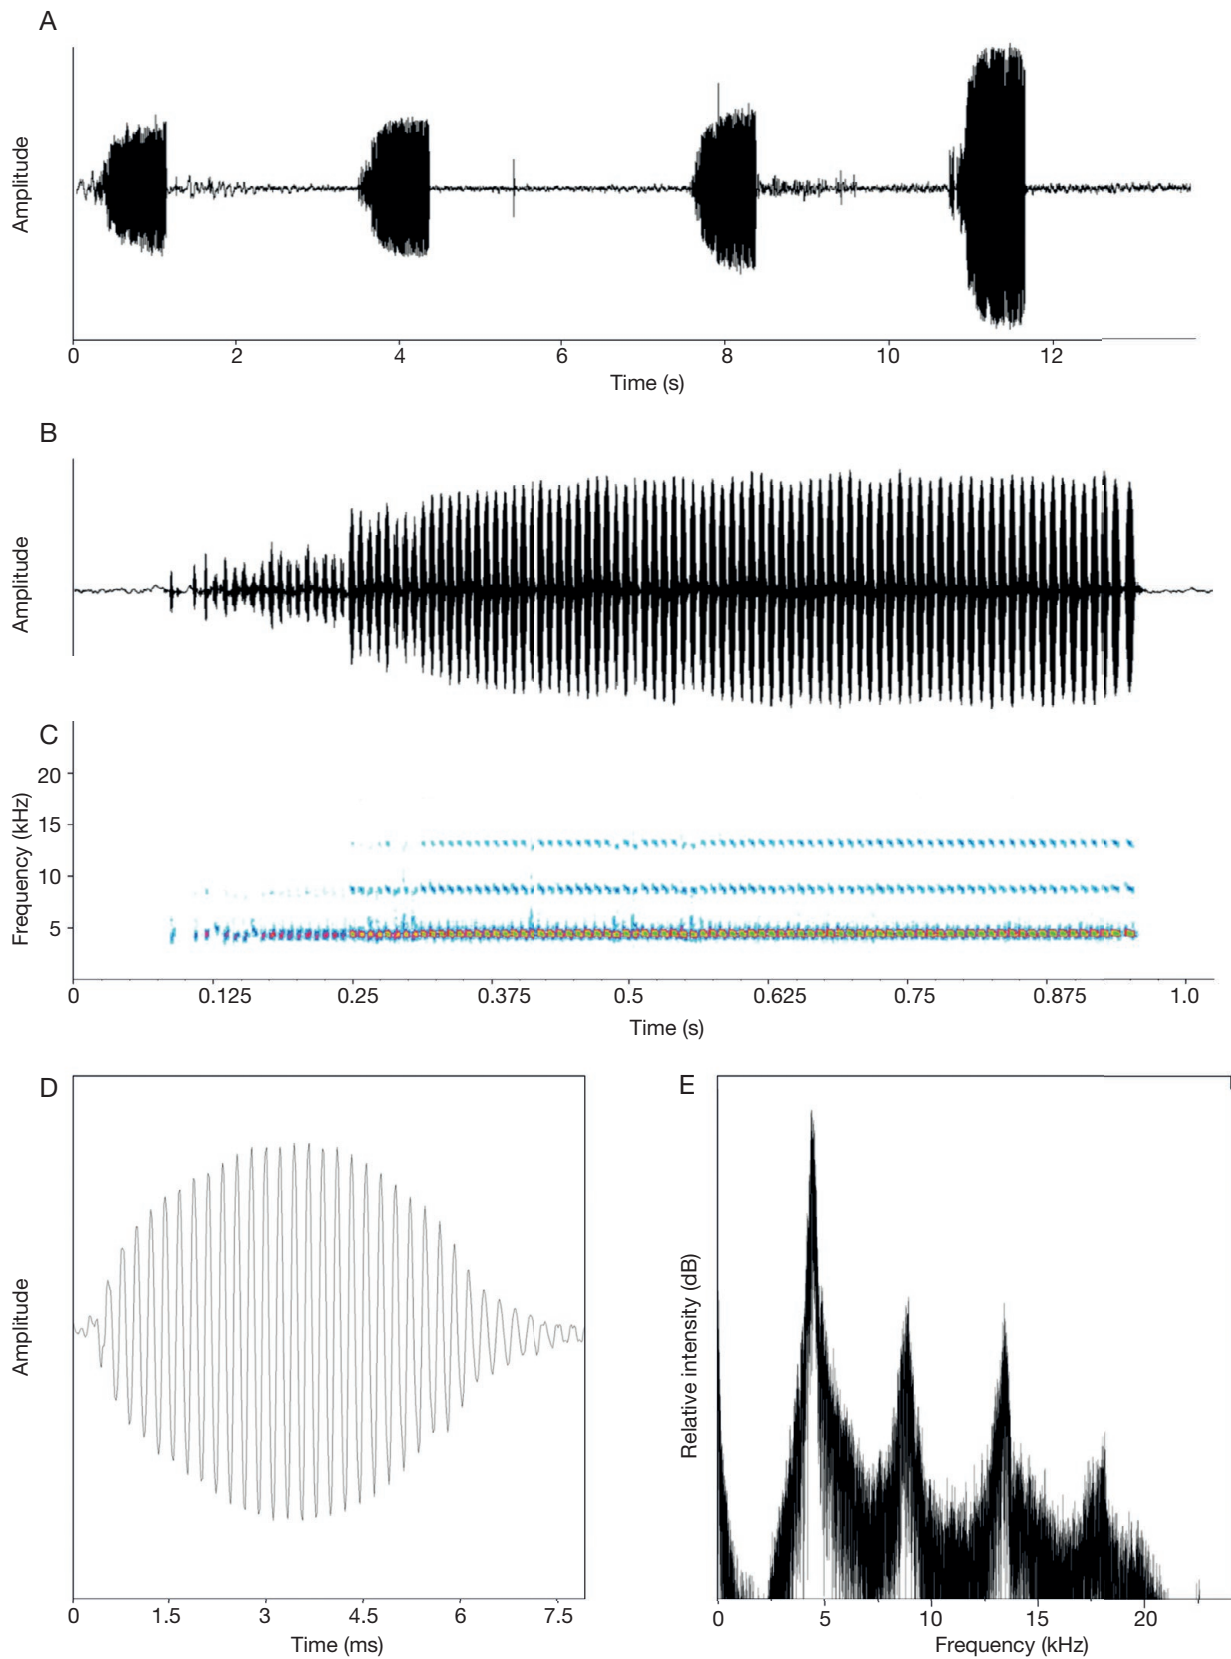 A
Amplitude
0 2 4 6 8 10 12
Time (s)
B
Amplitude
C
Frequency (kHz)
20
15
10
5
0 0.125 0.25 0.375 0.5 0.625 0.75 0.875 1.0
Time (s)
D
Amplitude
0 1.5 3 4.5 6 7.5
Time (ms)
E
Relative intensity (dB)
0 5 10 15 20
Frequency (kHz)